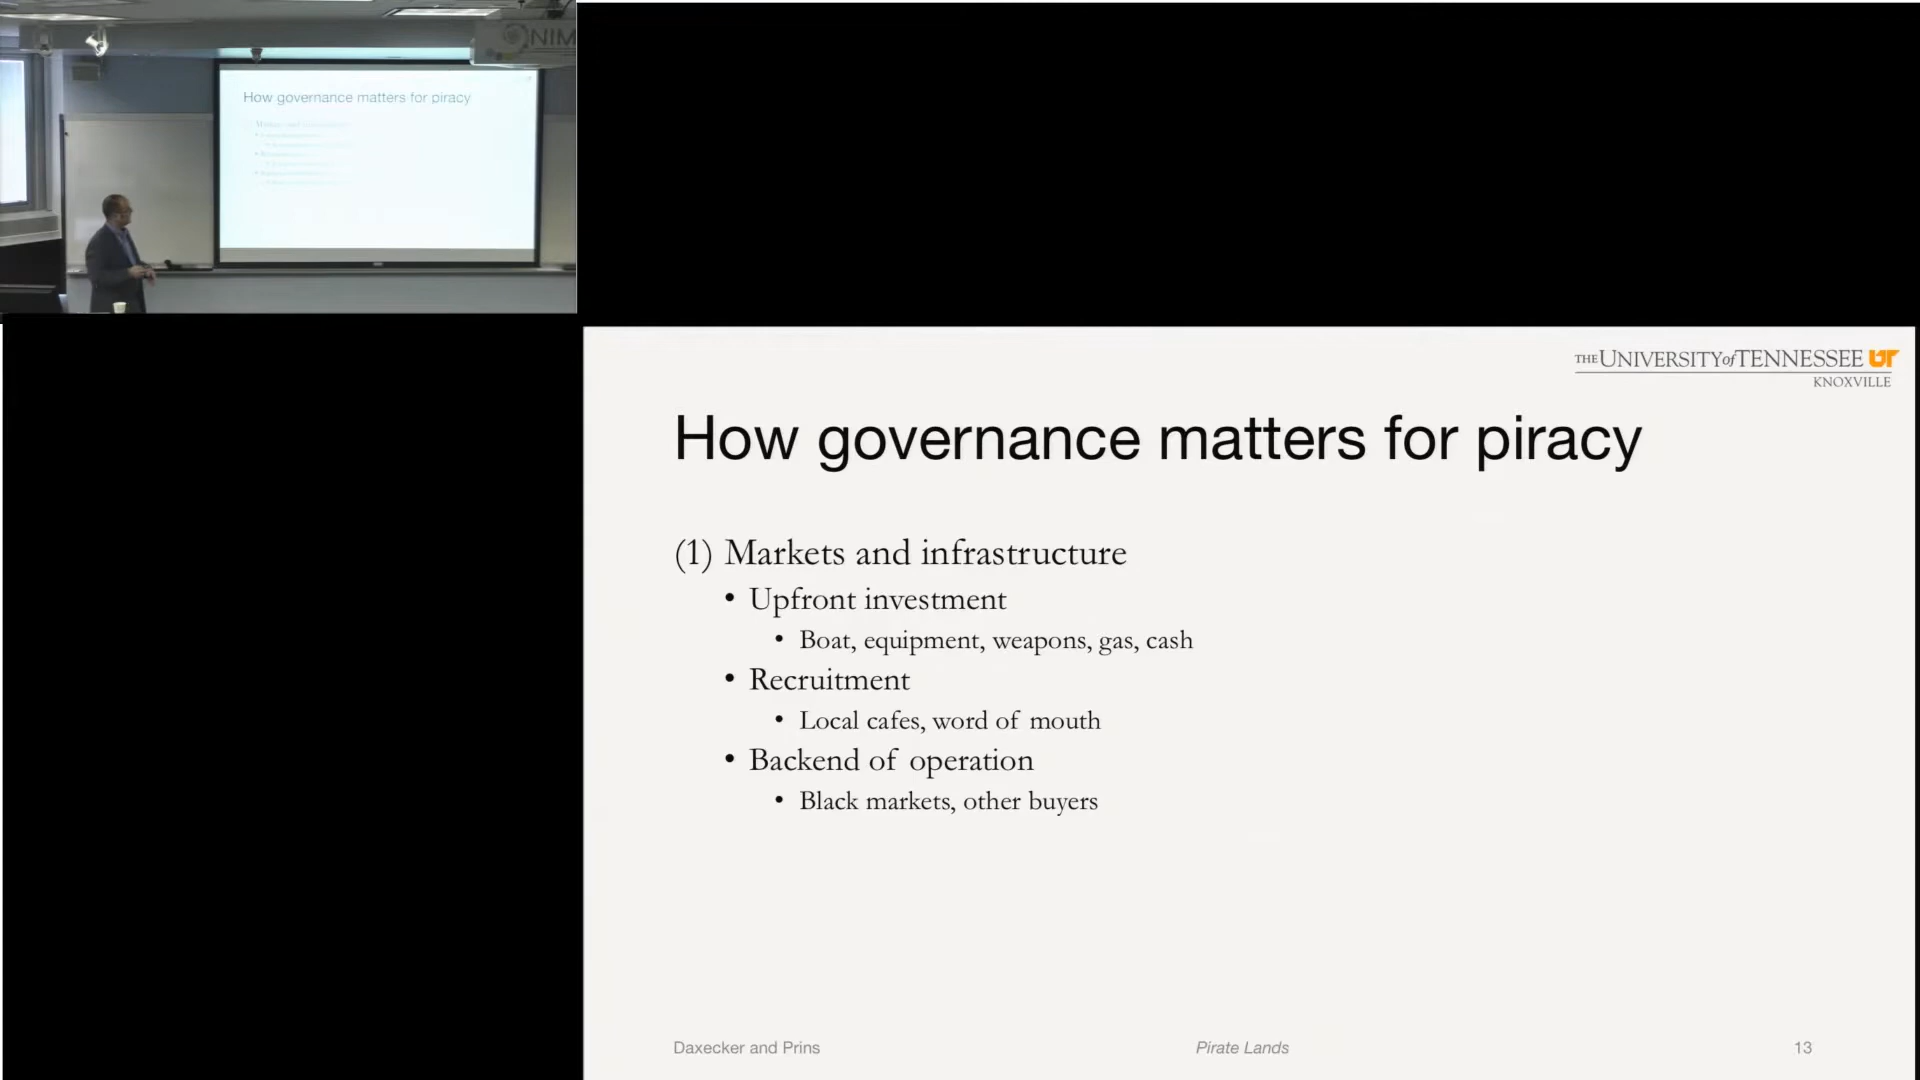 NIM
How governance matters for piracy
THE UNIVERSITY of TENNESSEE UT
KNOXVILLE
How governance matters for piracy
(1) Markets and infrastructure
• Upfront investment
• Boat, equipment, weapons, gas, cash
• Recruitment
• Local cafes, word of mouth
• Backend of operation
• Black markets, other buyers
Daxecker and Prins
Pirate Lands
13